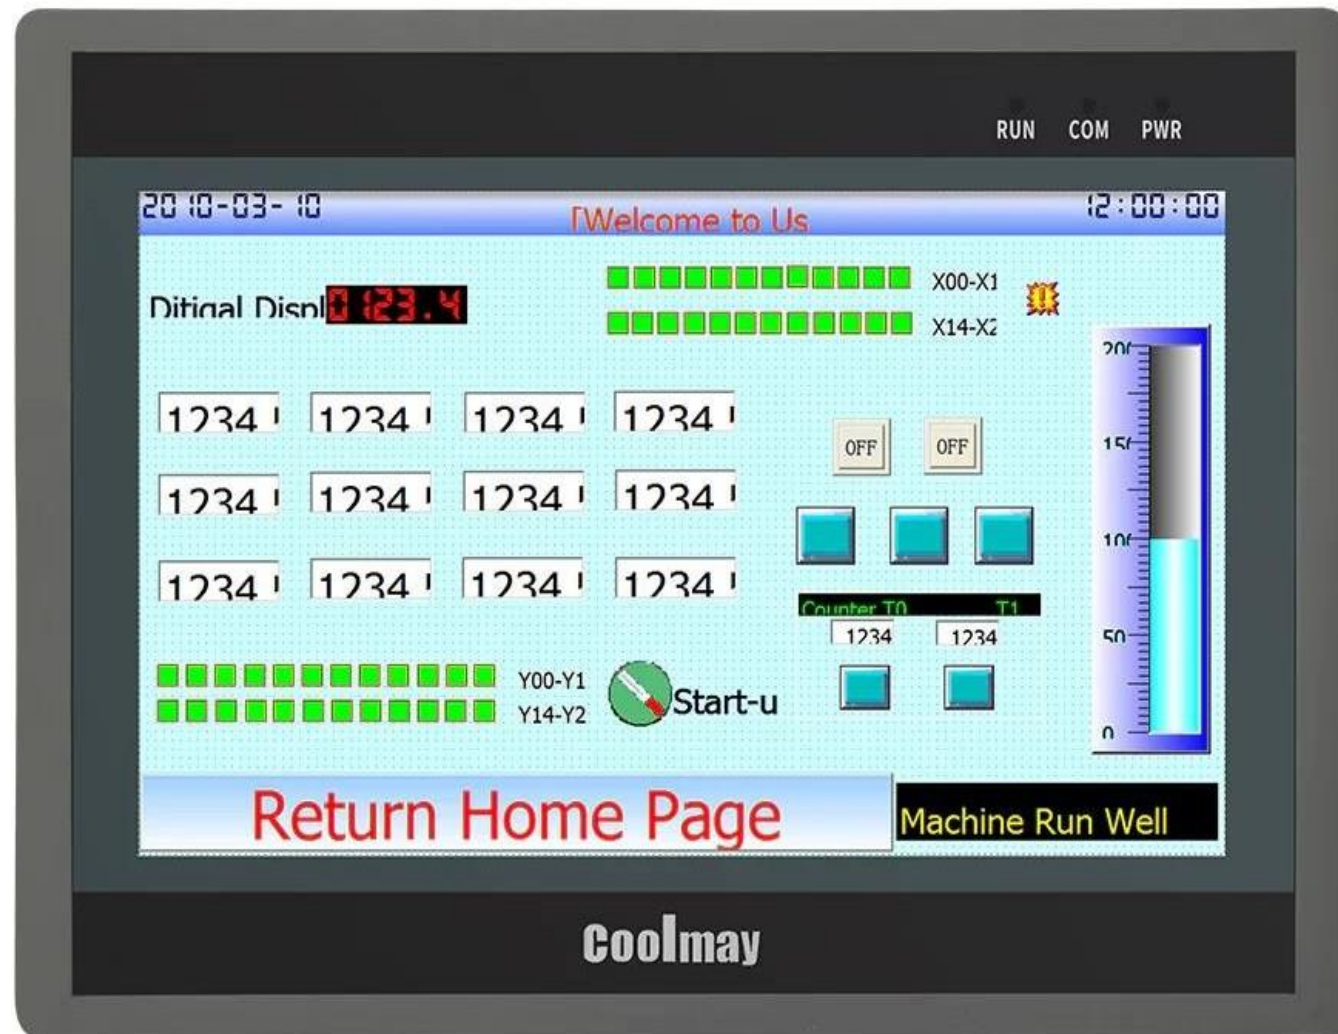 RUN COM PWR
2010-03-10
[Welcome to Us
12:00:00
Ditigal Displ
0123.4
X00-X1
X14-X2
200
150
100
50
0
1234 1234 1234 1234
1234 1234 1234 1234
1234 1234 1234 1234
OFF OFF
Counter T0 T1
1234 1234
Y00-Y1
Y14-Y2
Start-u
Return Home Page
Machine Run Well
Coolmay